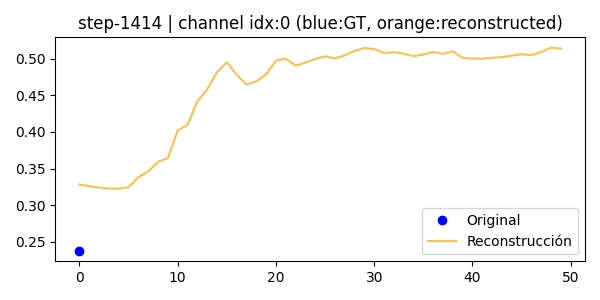 step-1414 | channel idx:0 (blue:GT, orange:reconstructed)
0.50
0.45
0.40
0.35
0.30
0.25
0 10 20 30 40 50
Original
Reconstrucción